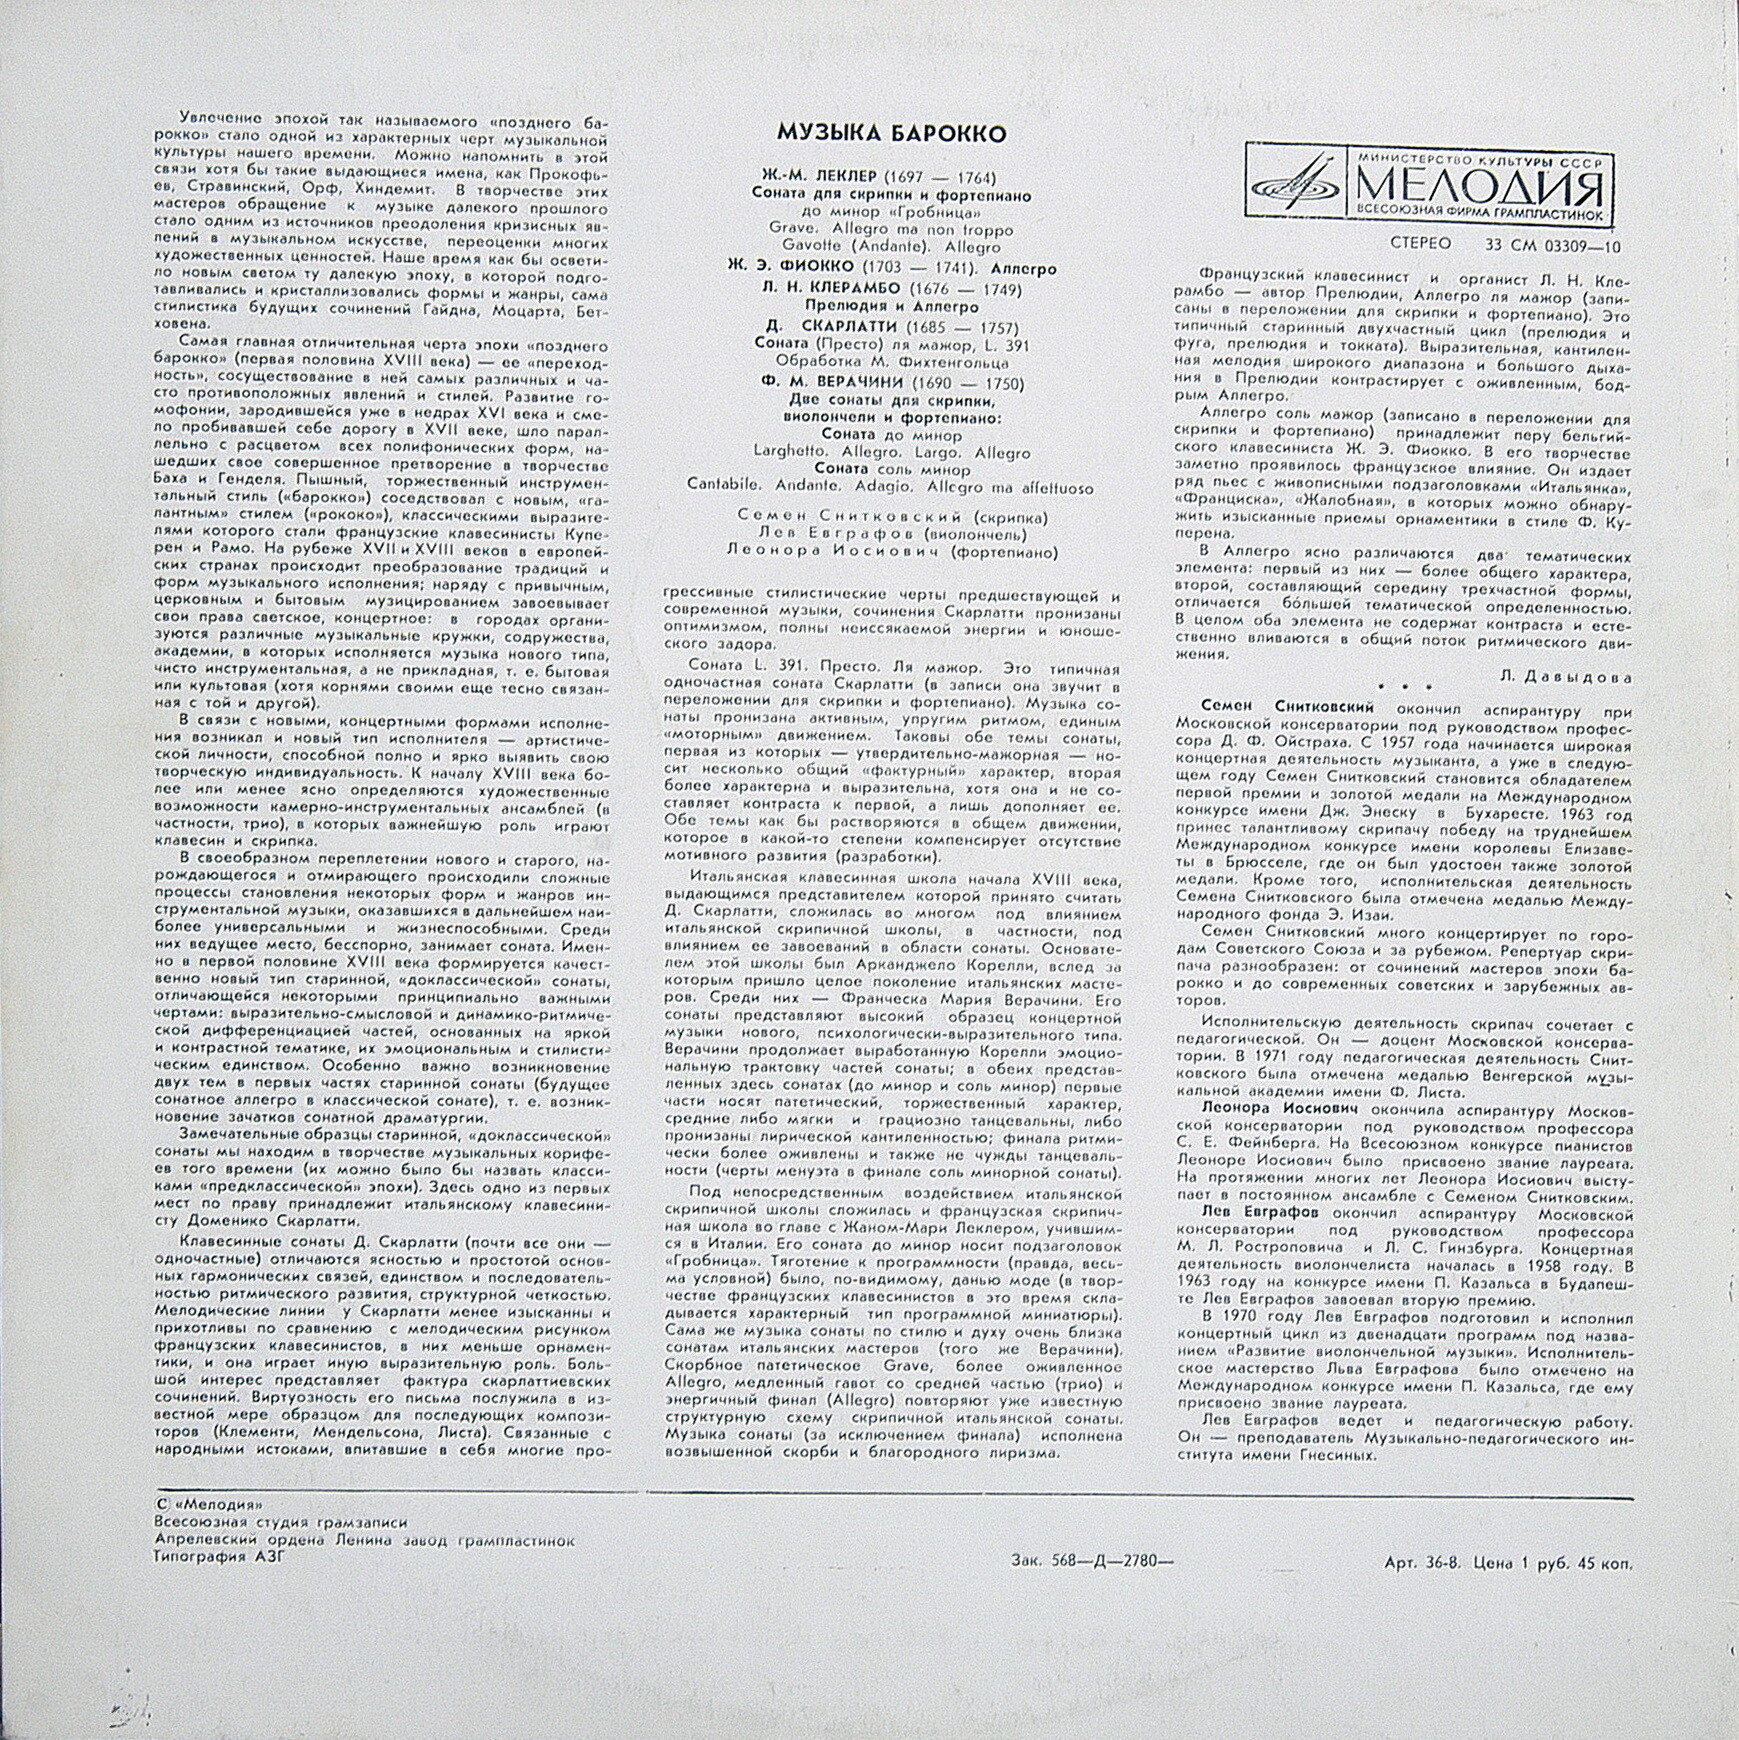 Увлечение эпохой так называемого «позднего ба-
рокко» стало одной из характерных черт музыкальной
культуры нашего времени. Можно напомнить в этой
связи хотя бы такие выдающиеся имена, как Прокофь-
ев, Стравинский, Орф, Хиндемит. В творчестве этих
мастеров обращение к музыке далекого прошлого
стало одним из источников преодоления кризисных яв-
лений в музыкальном искусстве, переоценки многих
художественных ценностей. Наше время как бы освети-
ло новым светом ту далекую эпоху, в которой подго-
тавливались и кристаллизовались формы и жанры, сама
стилистика будущих сочинений Гайдна, Моцарта, Бет-
ховена.
Самая главная отличительная черта эпохи «позднего
барокко» (первая половина XVIII века) — ее «переход-
ность», сосуществование в ней самых различных и ча-
сто противоположных явлений и стилей. Развитие го-
мофонии, зародившейся уже в недрах XVI века и сме-
ло пробивавшей себе дорогу в XVII веке, шло парал-
лельно с расцветом всех полифонических форм, на-
шедших свое совершенное претворение в творчестве
Баха и Генделя. Пышный, торжественный инструмен-
тальный стиль («барокко») соседствовал с новым, «га-
лантным» стилем («рококо»), классическими выразите-
лями которого стали французские клавесинисты Купе-
рен и Рамо. На рубеже XVII и XVIII веков в европей-
ских странах происходит преобразование традиций и
форм музыкального исполнения; наряду с привычным,
церковным и бытовым музицированием завоевывает
свои права светское, концертное: в городах органи-
зуются различные музыкальные кружки, содружества,
академии, в которых исполняется музыка нового типа,
чисто инструментальная, а не прикладная, т. е. бытовая
или культовая (хотя корнями своими еще тесно связан-
ная с той и другой).
В связи с новыми, концертными формами исполне-
ния возникал и новый тип исполнителя — артистиче-
ской личности, способной полно и ярко выявить свою
творческую индивидуальность. К началу XVIII века бо-
лее или менее ясно определяются художественные
возможности камерно-инструментальных ансамблей (в
частности, трио), в которых важнейшую роль играют
клавесин и скрипка.
В своеобразном переплетении нового и старого, на-
рождающегося и отмирающего происходили сложные
процессы становления некоторых форм и жанров ин-
струментальной музыки, оказавшихся в дальнейшем наи-
более универсальными и жизнеспособными. Среди
них ведущее место, бесспорно, занимает соната. Имен-
но в первой половине XVIII века формируется качест-
венно новый тип старинной, «доклассической» сонаты,
отличающейся некоторыми принципиально важными
чертами: выразительно-смысловой и динамико-ритмиче-
ской дифференциацией частей, основанных на яркой
и контрастной тематике, их эмоциональным и стилисти-
ческим единством. Особенно важно возникновение
двух тем в первых частях старинной сонаты (будущее
сонатное аллегро в классической сонате), т. е. возник-
новение зачатков сонатной драматургии.
Замечательные образцы старинной, «доклассической»
сонаты мы находим в творчестве музыкальных корифе-
ев того времени (их можно было бы назвать класси-
ками «предклассической» эпохи). Здесь одно из первых
мест по праву принадлежит итальянскому клавесини-
сту Доменико Скарлатти.
Клавесинные сонаты Д. Скарлатти (почти все они —
одночастные) отличаются ясностью и простотой основ-
ных гармонических связей, единством и последователь-
ностью ритмического развития, структурной четкостью.
Мелодические линии у Скарлатти менее изысканны и
прихотливы по сравнению с мелодическим рисунком
французских клавесинистов, в них меньше орнамен-
тики, и она играет иную выразительную роль. Боль-
шой интерес представляет фактура скарлаттиевских
сочинений. Виртуозность его письма послужила в из-
вестной мере образцом для последующих компози-
торов (Клементи, Мендельсона, Листа). Связанные с
народными истоками, впитавшие в себя многие про-
МУЗЫКА БАРОККО
Ж.-М. ЛЕКЛЕР (1697 — 1764)
Соната для скрипки и фортепиано
до минор «Гробница»
Grave. Allegro ma non troppo
Gavotte (Andante). Allegro
Ж. Э. ФИОККО (1703 — 1741). Аллегро
Л. Н. КЛЕРАМБО (1676 — 1749)
Прелюдия и Аллегро
Д. СКАРЛАТТИ (1685 — 1757)
Соната (Престо) ля мажор, L. 391
Обработка М. Фихтенгольца
Ф. М. ВЕРАЧИНИ (1690 — 1750)
Две сонаты для скрипки,
виолончели и фортепиано:
Соната до минор
Larghetto. Allegro. Largo. Allegro
Соната соль минор
Cantabile. Andante. Adagio. Allegro ma affettuoso
Семен Снитковский (скрипка)
Лев Евграфов (виолончель)
Леонора Иосиович (фортепиано)
грессивные стилистические черты предшествующей и
современной музыки, сочинения Скарлатти пронизаны
оптимизмом, полны неиссякаемой энергии и юноше-
ского задора.
Соната L. 391. Престо. Ля мажор. Это типичная
одночастная соната Скарлатти (в записи она звучит в
переложении для скрипки и фортепиано). Музыка со-
наты пронизана активным, упругим ритмом, единым
«моторным» движением. Таковы обе темы сонаты,
первая из которых — утвердительно-мажорная — но-
сит несколько общий «фактурный» характер, вторая
более характерна и выразительна, хотя она и не со-
ставляет контраста к первой, а лишь дополняет ее.
Обе темы как бы растворяются в общем движении,
которое в какой-то степени компенсирует отсутствие
мотивного развития (разработки).
Итальянская клавесинная школа начала XVIII века,
выдающимся представителем которой принято считать
Д. Скарлатти, сложилась во многом под влиянием
итальянской скрипичной школы, в частности, под
влиянием ее завоеваний в области сонаты. Основате-
лем этой школы был Арканджело Корелли, вслед за
которым пришло целое поколение итальянских масте-
ров. Среди них — Франческа Мария Верачини. Его
сонаты представляют высокий образец концертной
музыки нового, психологически-выразительного типа.
Верачини продолжает выработанную Корелли эмоцио-
нальную трактовку частей сонаты; в обеих представ-
ленных здесь сонатах (до минор и соль минор) первые
части носят патетический, торжественный характер,
средние либо мягки и грациозно танцевальны, либо
пронизаны лирической кантиленностью; финала ритми-
чески более оживлены и также не чужды танцеваль-
ности (черты менуэта в финале соль минорной сонаты).
Под непосредственным воздействием итальянской
скрипичной школы сложилась и французская скрипич-
ная школа во главе с Жаном-Мари Леклером, учившим-
ся в Италии. Его соната до минор носит подзаголовок
«Гробница». Тяготение к программности (правда, весь-
ма условной) было, по-видимому, данью моде (в твор-
честве французских клавесинистов в это время скла-
дывается характерный тип программной миниатюры).
Сама же музыка сонаты по стилю и духу очень близка
сонатам итальянских мастеров (того же Верачини).
Скорбное патетическое Grave, более оживленное
Allegro, медленный гавот со средней частью (трио) и
энергичный финал (Allegro) повторяют уже известную
структурную схему скрипичной итальянской сонаты.
Музыка сонаты (за исключением финала) исполнена
возвышенной скорби и благородного лиризма.
МИНИСТЕРСТВО КУЛЬТУРЫ СССР
МЕЛОДИЯ
ВСЕСОЮЗНАЯ ФИРМА ГРАМПЛАСТИНОК
СТЕРЕО 33 СМ 03309—10
Французский клавесинист и органист Л. Н. Кле-
рамбо — автор Прелюдии, Аллегро ля мажор (запи-
саны в переложении для скрипки и фортепиано). Это
типичный старинный двухчастный цикл (прелюдия и
фуга, прелюдия и токката). Выразительная, кантилен-
ная мелодия широкого диапазона и большого дыха-
ния в Прелюдии контрастирует с оживленным, бод-
рым Аллегро.
Аллегро соль мажор (записано в переложении для
скрипки и фортепиано) принадлежит перу бельгий-
ского клавесиниста Ж. Э. Фиокко. В его творчестве
заметно проявилось французское влияние. Он издает
ряд пьес с живописными подзаголовками «Итальянка»,
«Франциска», «Жалобная», в которых можно обнару-
жить изысканные приемы орнаментики в стиле Ф. Ку-
перена.
В Аллегро ясно различаются два тематических
элемента: первый из них — более общего характера,
второй, составляющий середину трехчастной формы,
отличается бо́льшей тематической определенностью.
В целом оба элемента не содержат контраста и есте-
ственно вливаются в общий поток ритмического дви-
жения.
Л. Давыдова
• • •
Семен Снитковский окончил аспирантуру при
Московской консерватории под руководством профес-
сора Д. Ф. Ойстраха. С 1957 года начинается широкая
концертная деятельность музыканта, а уже в следую-
щем году Семен Снитковский становится обладателем
первой премии и золотой медали на Международном
конкурсе имени Дж. Энеску в Бухаресте. 1963 год
принес талантливому скрипачу победу на труднейшем
Международном конкурсе имени королевы Елизаве-
ты в Брюсселе, где он был удостоен также золотой
медали. Кроме того, исполнительская деятельность
Семена Снитковского была отмечена медалью Между-
народного фонда Э. Изаи.
Семен Снитковский много концертирует по горо-
дам Советского Союза и за рубежом. Репертуар скри-
пача разнообразен: от сочинений мастеров эпохи ба-
рокко и до современных советских и зарубежных ав-
торов.
Исполнительскую деятельность скрипач сочетает с
педагогической. Он — доцент Московской консерва-
тории. В 1971 году педагогическая деятельность Снит-
ковского была отмечена медалью Венгерской музы-
кальной академии имени Ф. Листа.
Леонора Иосиович окончила аспирантуру Москов-
ской консерватории под руководством профессора
С. Е. Фейнберга. На Всесоюзном конкурсе пианистов
Леоноре Иосиович было присвоено звание лауреата.
На протяжении многих лет Леонора Иосиович высту-
пает в постоянном ансамбле с Семеном Снитковским.
Лев Евграфов окончил аспирантуру Московской
консерватории под руководством профессора
М. Л. Ростроповича и Л. С. Гинзбурга. Концертная
деятельность виолончелиста началась в 1958 году. В
1963 году на конкурсе имени П. Казальса в Будапеш-
те Лев Евграфов завоевал вторую премию.
В 1970 году Лев Евграфов подготовил и исполнил
концертный цикл из двенадцати программ под назва-
нием «Развитие виолончельной музыки». Исполнитель-
ское мастерство Льва Евграфова было отмечено на
Международном конкурсе имени П. Казальса, где ему
присвоено звание лауреата.
Лев Евграфов ведет и педагогическую работу.
Он — преподаватель Музыкально-педагогического ин-
ститута имени Гнесиных.
© «Мелодия»
Всесоюзная студия грамзаписи
Апрелевский ордена Ленина завод грампластинок
Типография АЗГ
Зак. 568—Д—2780—
Арт. 36-8. Цена 1 руб. 45 коп.